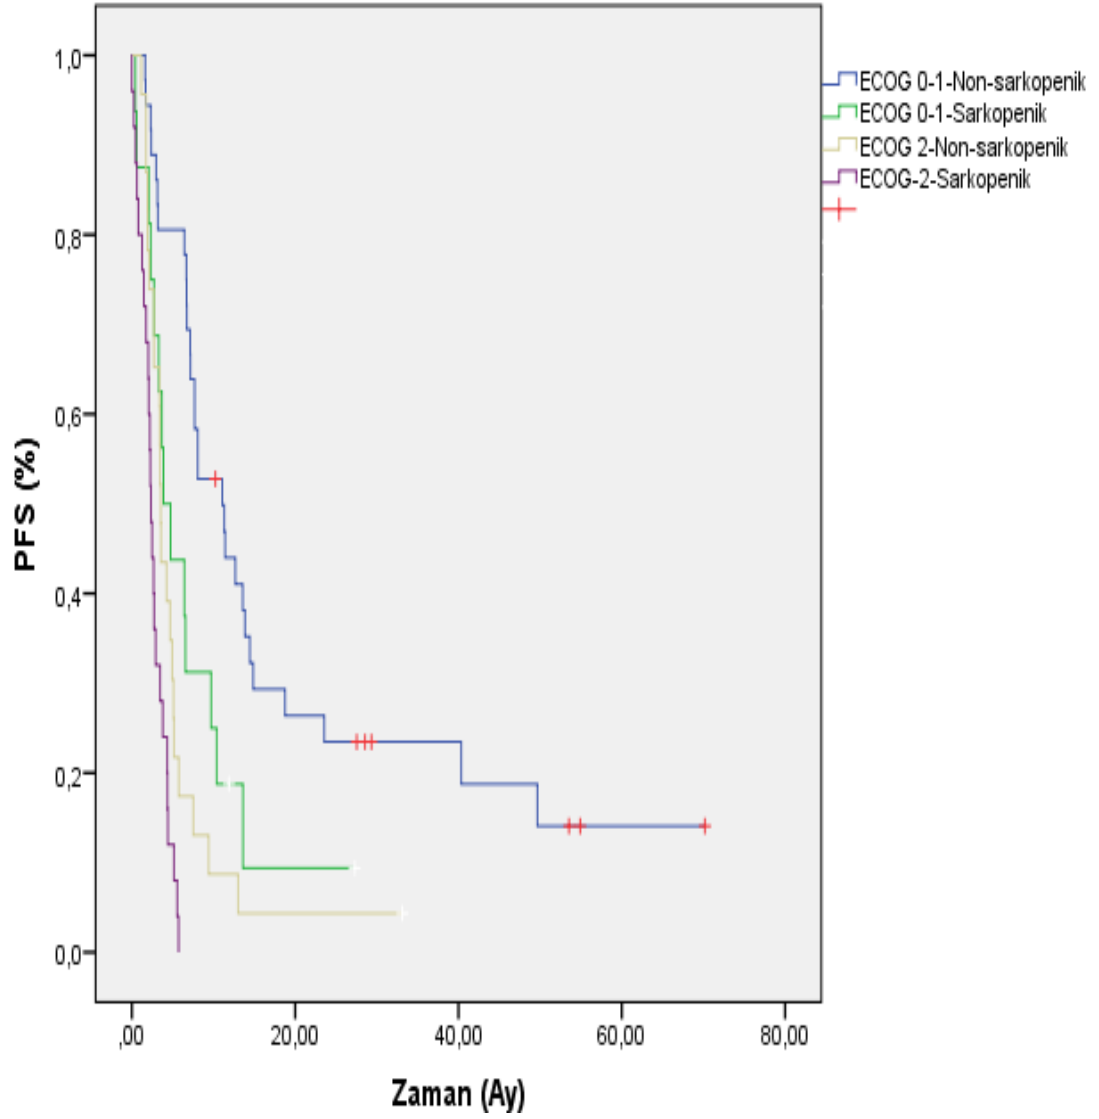 1,0
0,8
0,6
0,4
0,2
0,0
PFS (%)
,00
20,00
40,00
60,00
80,00
Zaman (Ay)
ECOG 0-1-Non-sarkopenik
ECOG 0-1-Sarkopenik
ECOG 2-Non-sarkopenik
ECOG-2-Sarkopenik